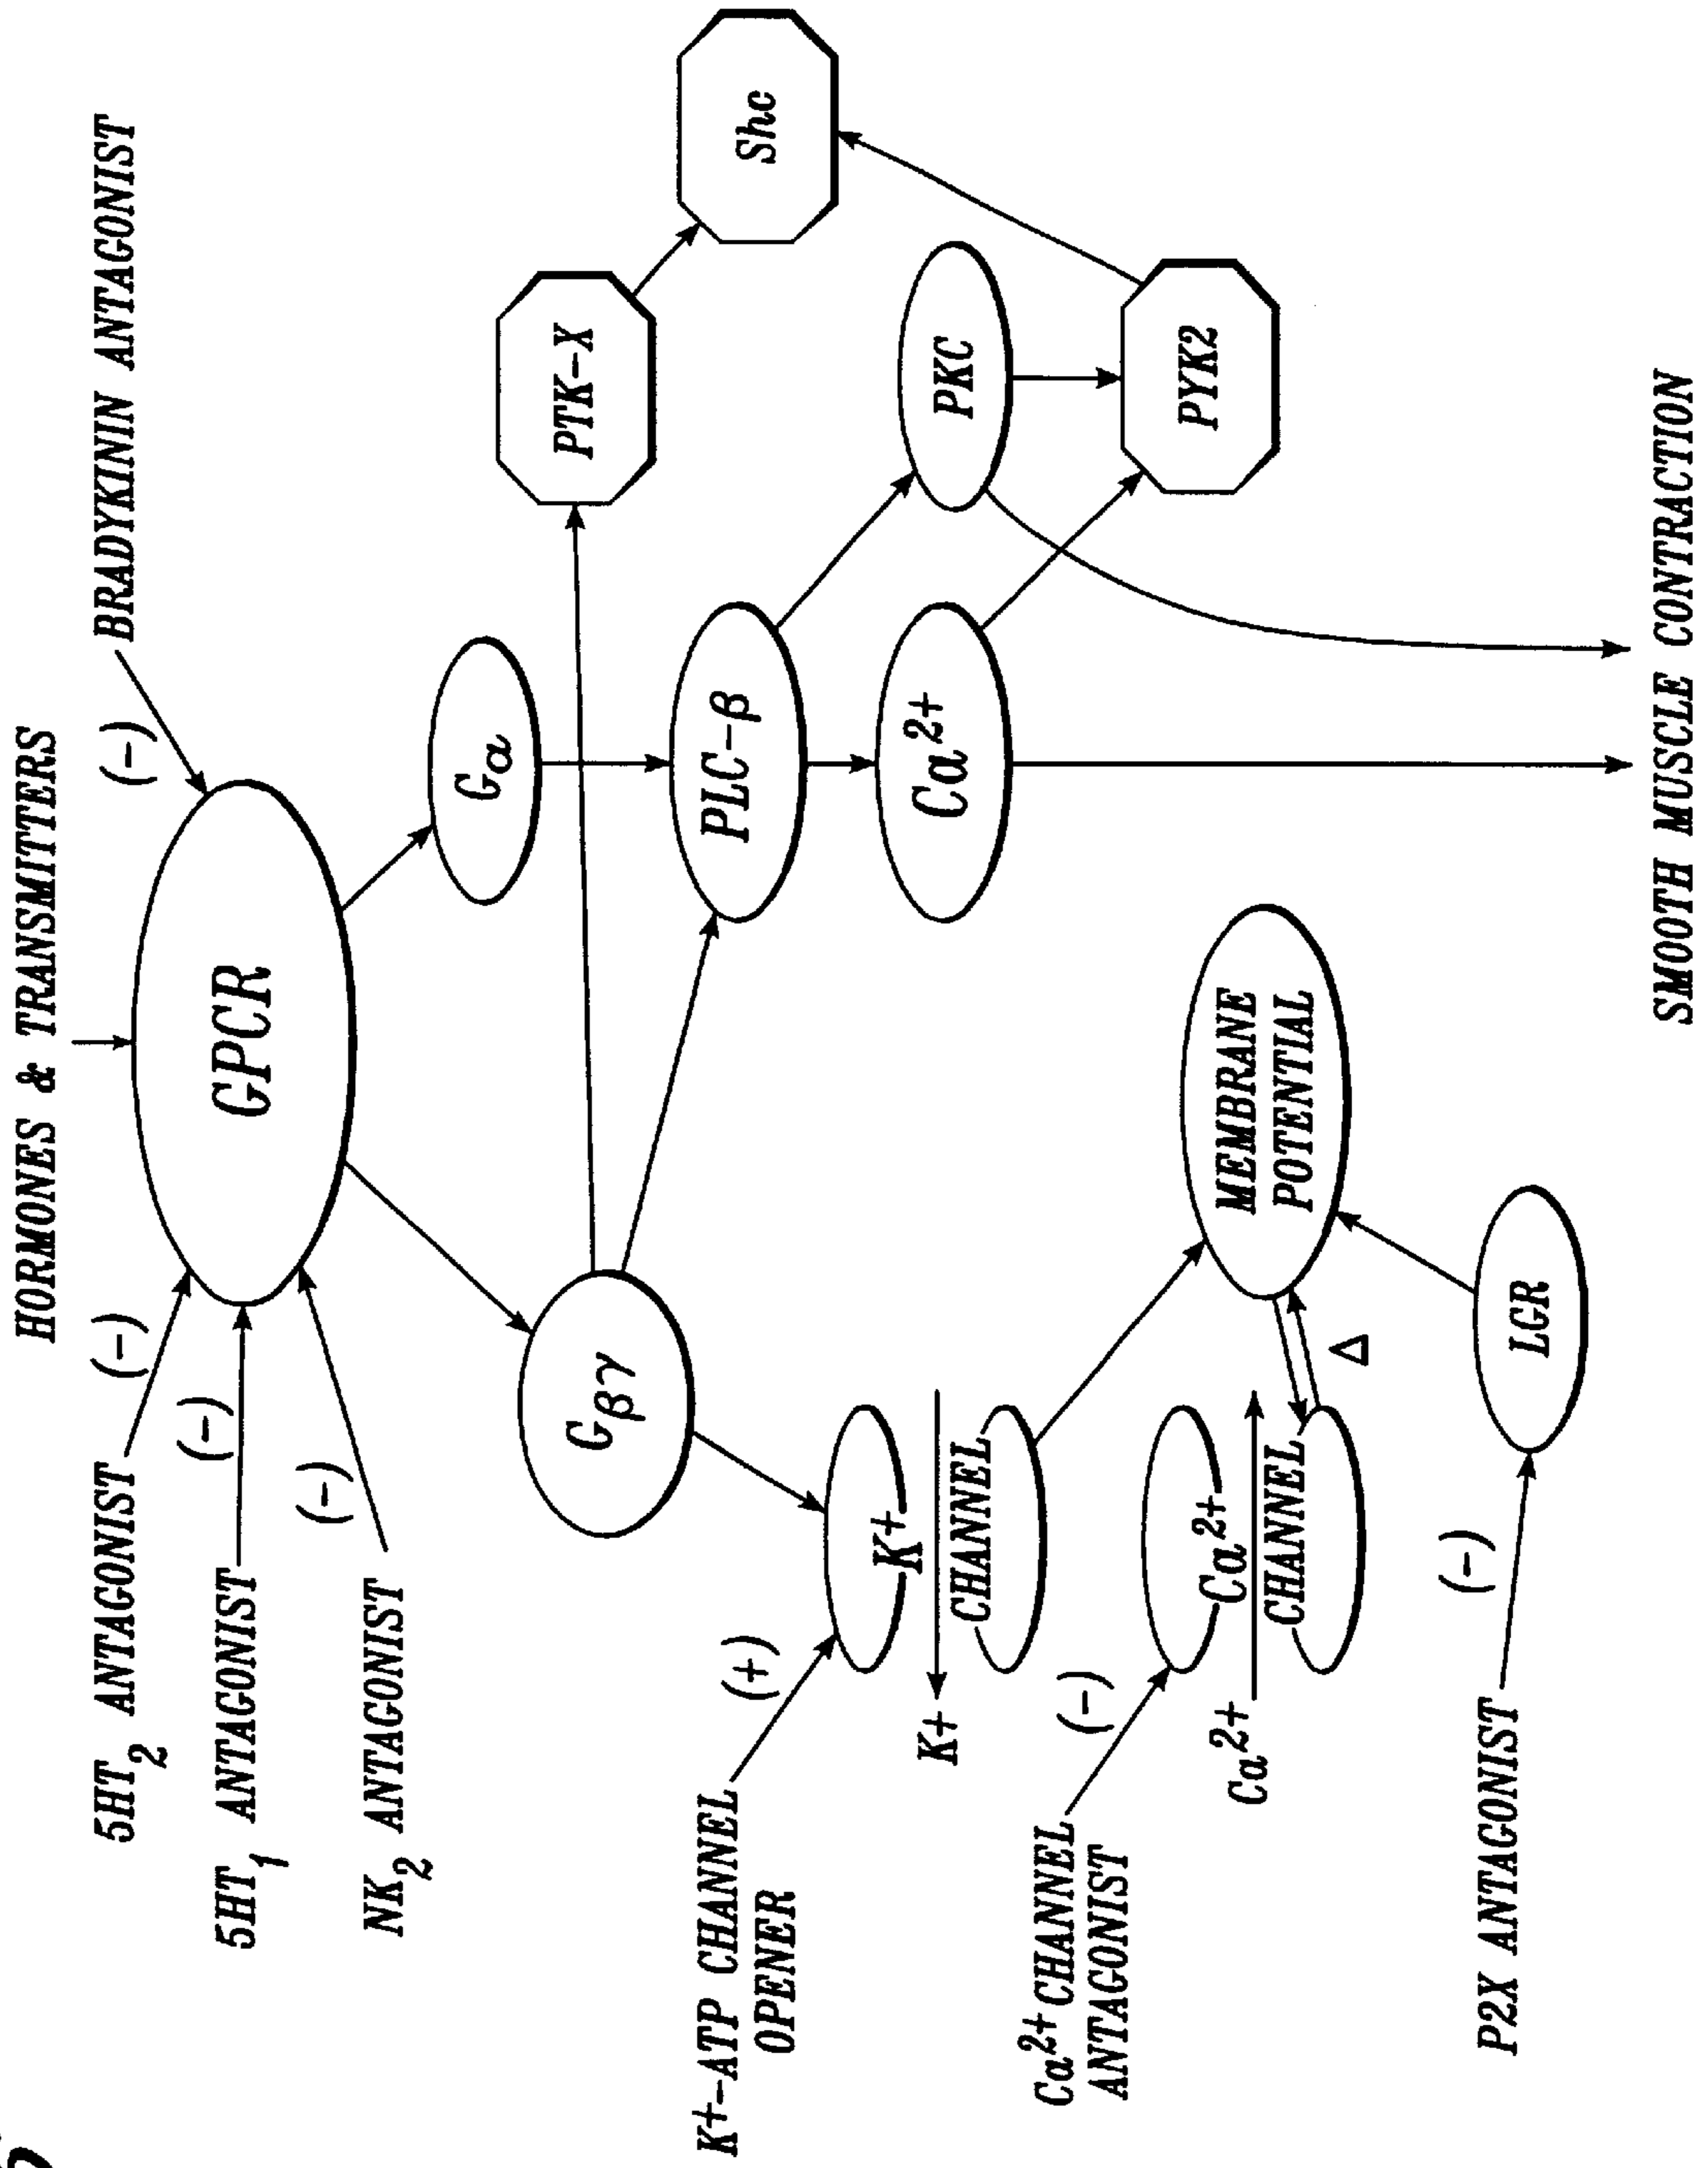 HORMONES & TRANSMITTERS
5HT2 ANTAGONIST
(-)
(-)
BRADYKININ ANTAGONIST
5HT1 ANTAGONIST
(-)
GPCR
NK2 ANTAGONIST
(-)
Gα
Gβγ
PTK-X
Shc
K+-ATP CHANNEL
OPENER
(+)
PLC-β
K+
K+
CHANNEL
Ca2+
PKC
Ca2+ CHANNEL
ANTAGONIST
(-)
Ca2+
Ca2+
CHANNEL
Δ
MEMBRANE
POTENTIAL
PYK2
P2X ANTAGONIST
(-)
LGR
SMOOTH MUSCLE CONTRACTION